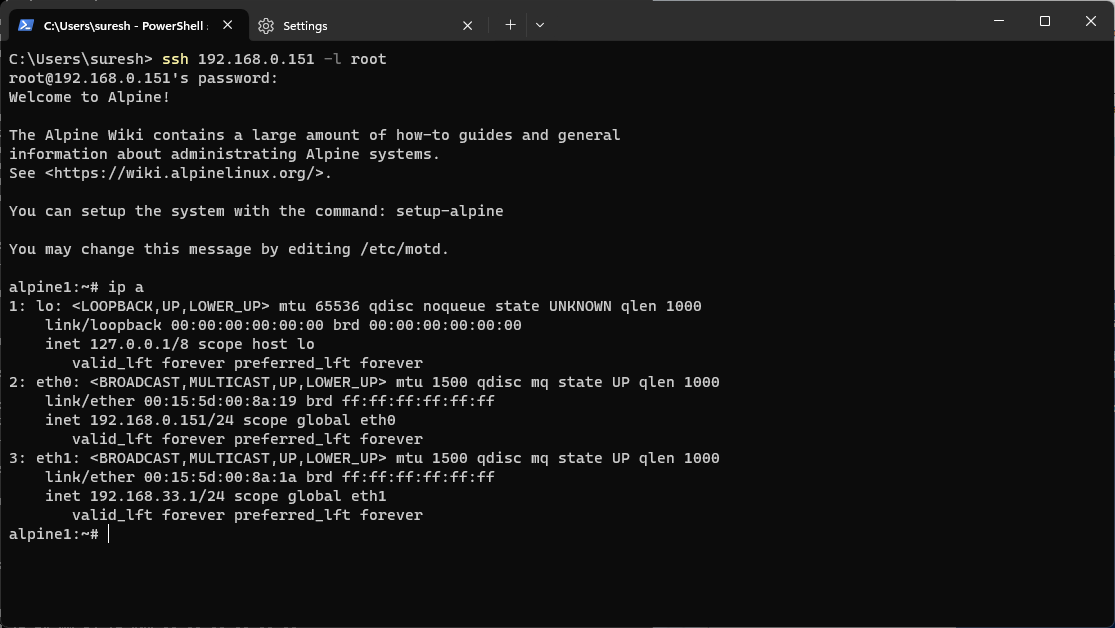 C:\Users\suresh - PowerShell
Settings
C:\Users\suresh> ssh 192.168.0.151 -l root
root@192.168.0.151's password:
Welcome to Alpine!
The Alpine Wiki contains a large amount of how-to guides and general
information about administrating Alpine systems.
See <https://wiki.alpinelinux.org/>.
You can setup the system with the command: setup-alpine
You may change this message by editing /etc/motd.
alpine1:~# ip a
1: lo: <LOOPBACK,UP,LOWER_UP> mtu 65536 qdisc noqueue state UNKNOWN qlen 1000
    link/loopback 00:00:00:00:00:00 brd 00:00:00:00:00:00
    inet 127.0.0.1/8 scope host lo
       valid_lft forever preferred_lft forever
2: eth0: <BROADCAST,MULTICAST,UP,LOWER_UP> mtu 1500 qdisc mq state UP qlen 1000
    link/ether 00:15:5d:00:8a:19 brd ff:ff:ff:ff:ff:ff
    inet 192.168.0.151/24 scope global eth0
       valid_lft forever preferred_lft forever
3: eth1: <BROADCAST,MULTICAST,UP,LOWER_UP> mtu 1500 qdisc mq state UP qlen 1000
    link/ether 00:15:5d:00:8a:1a brd ff:ff:ff:ff:ff:ff
    inet 192.168.33.1/24 scope global eth1
       valid_lft forever preferred_lft forever
alpine1:~#